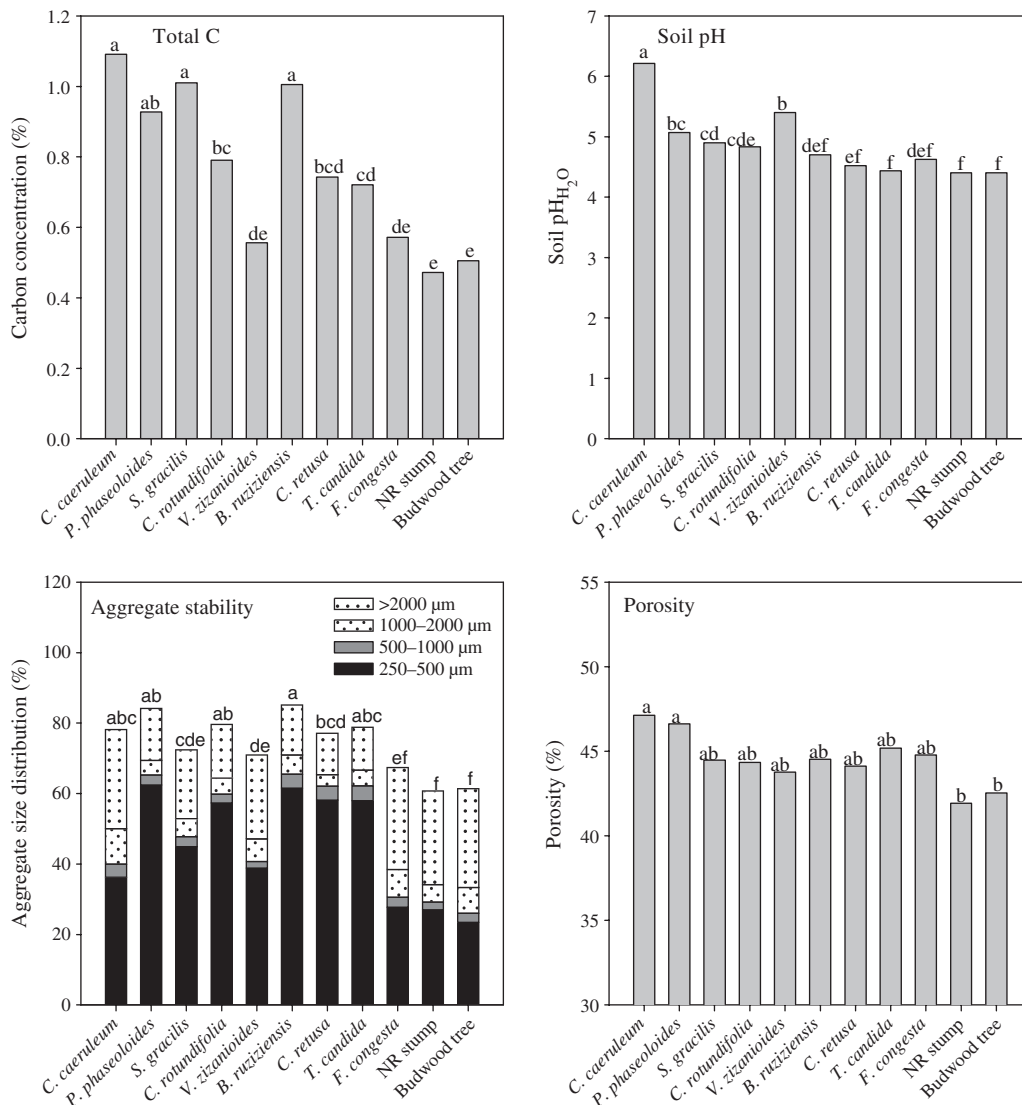 Total C
Carbon concentration (%)
1.2
1.0
0.8
0.6
0.4
0.2
0.0
a
ab
a
bc
de
a
bcd
cd
de
e
e
C. caeruleum
P. phaseoloides
S. gracilis
C. rotundifolia
V. zizanioides
B. ruziziensis
C. retusa
T. candida
F. congesta
NR stump
Budwood tree
Soil pH
Soil pH_H₂O
7
6
5
4
3
2
1
0
a
bc
cd
cde
b
def
ef
f
def
f
f
C. caeruleum
P. phaseoloides
S. gracilis
C. rotundifolia
V. zizanioides
B. ruziziensis
C. retusa
T. candida
F. congesta
NR stump
Budwood tree
Aggregate stability
>2000 µm
1000–2000 µm
500–1000 µm
250–500 µm
Aggregate size distribution (%)
120
100
80
60
40
20
0
abc
ab
cde
ab
de
a
bcd
abc
ef
f
f
C. caeruleum
P. phaseoloides
S. gracilis
C. rotundifolia
V. zizanioides
B. ruziziensis
C. retusa
T. candida
F. congesta
NR stump
Budwood tree
Porosity
Porosity (%)
55
50
45
40
35
30
a
a
ab
ab
ab
ab
ab
ab
ab
b
b
C. caeruleum
P. phaseoloides
S. gracilis
C. rotundifolia
V. zizanioides
B. ruziziensis
C. retusa
T. candida
F. congesta
NR stump
Budwood tree